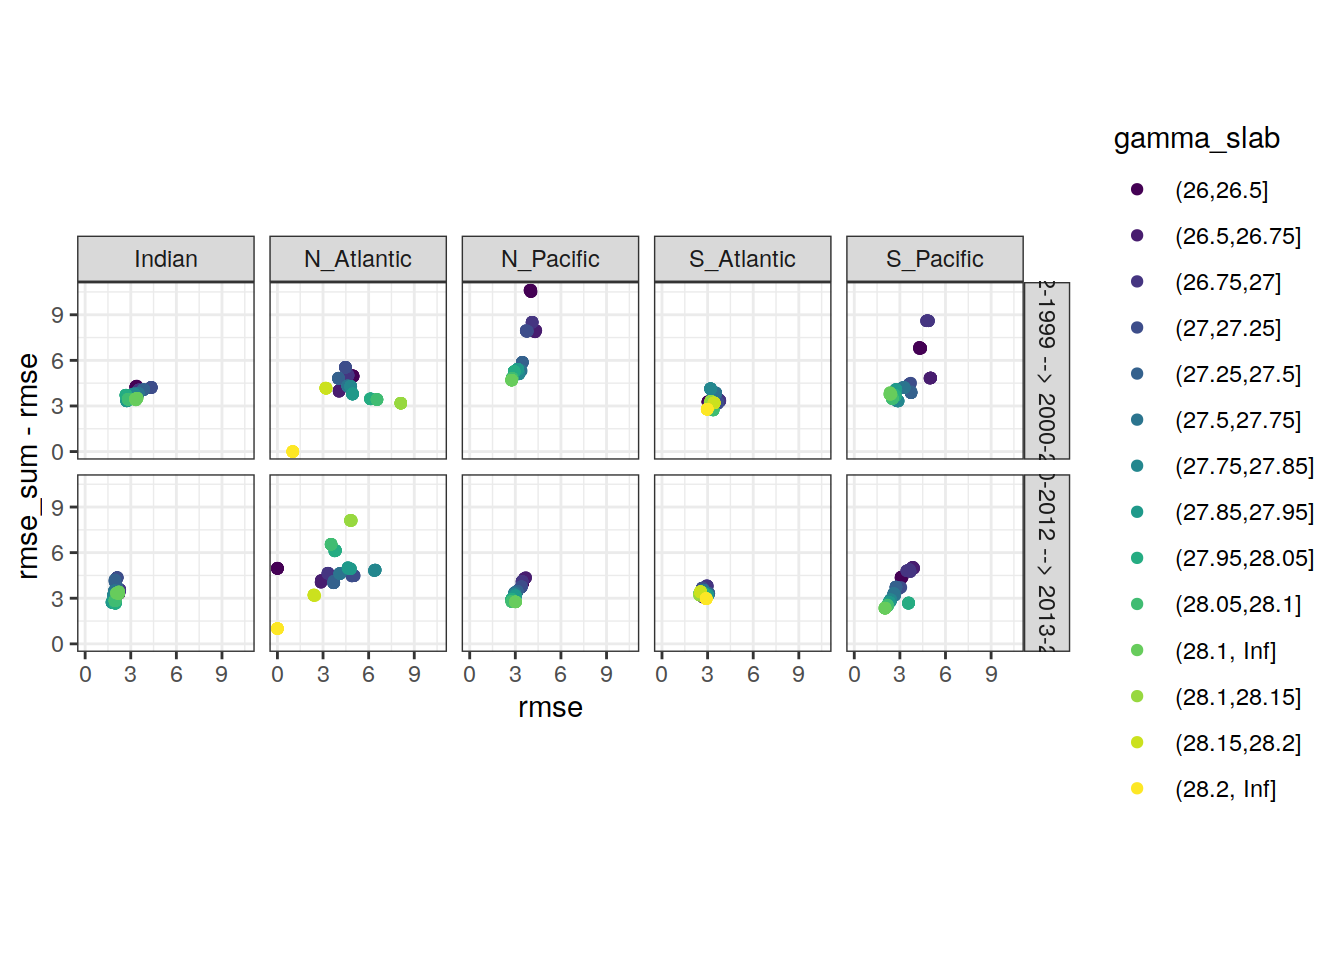 gamma_slab
(26,26.5]
(26.5,26.75]
(26.75,27]
(27,27.25]
(27.25,27.5]
(27.5,27.75]
(27.75,27.85]
(27.85,27.95]
(27.95,28.05]
(28.05,28.1]
(28.1, Inf]
(28.1,28.15]
(28.15,28.2]
(28.2, Inf]
Indian N_Atlantic N_Pacific S_Atlantic S_Pacific
9
6
3
0
-1999 --> 2000-
9
6
3
0
-2012 --> 2013-
0 3 6 9 0 3 6 9 0 3 6 9 0 3 6 9 0 3 6 9
rmse
rmse_sum - rmse